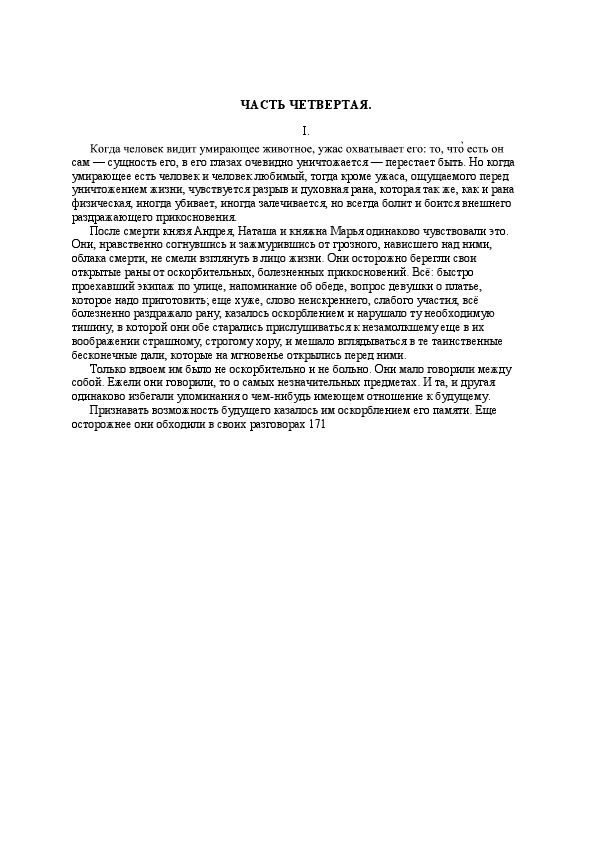 ЧАСТЬ ЧЕТВЕРТАЯ.
I.
Когда человек видит умирающее животное, ужас охватывает его: то, что́ есть он
сам — сущность его, в его глазах очевидно уничтожается — перестает быть. Но когда
умирающее есть человек и человек любимый, тогда кроме ужаса, ощущаемого перед
уничтожением жизни, чувствуется разрыв и духовная рана, которая так же, как и рана
физическая, иногда убивает, иногда залечивается, но всегда болит и боится внешнего
раздражающего прикосновения.
После смерти князя Андрея, Наташа и княжна Марья одинаково чувствовали это.
Они, нравственно согнувшись и зажмурившись от грозного, нависшего над ними,
облака смерти, не смели взглянуть в лицо жизни. Они осторожно берегли свои
открытые раны от оскорбительных, болезненных прикосновений. Всё: быстро
проехавший экипаж по улице, напоминание об обеде, вопрос девушки о платье,
которое надо приготовить; еще хуже, слово неискреннего, слабого участия, всё
болезненно раздражало рану, казалось оскорблением и нарушало ту необходимую
тишину, в которой они обе старались прислушиваться к незамолкшему еще в их
воображении страшному, строгому хору, и мешало вглядываться в те таинственные
бесконечные дали, которые на мгновенье открылись перед ними.
Только вдвоем им было не оскорбительно и не больно. Они мало говорили между
собой. Ежели они говорили, то о самых незначительных предметах. И та, и другая
одинаково избегали упоминания о чем-нибудь имеющем отношение к будущему.
Признавать возможность будущего казалось им оскорблением его памяти. Еще
осторожнее они обходили в своих разговорах 171